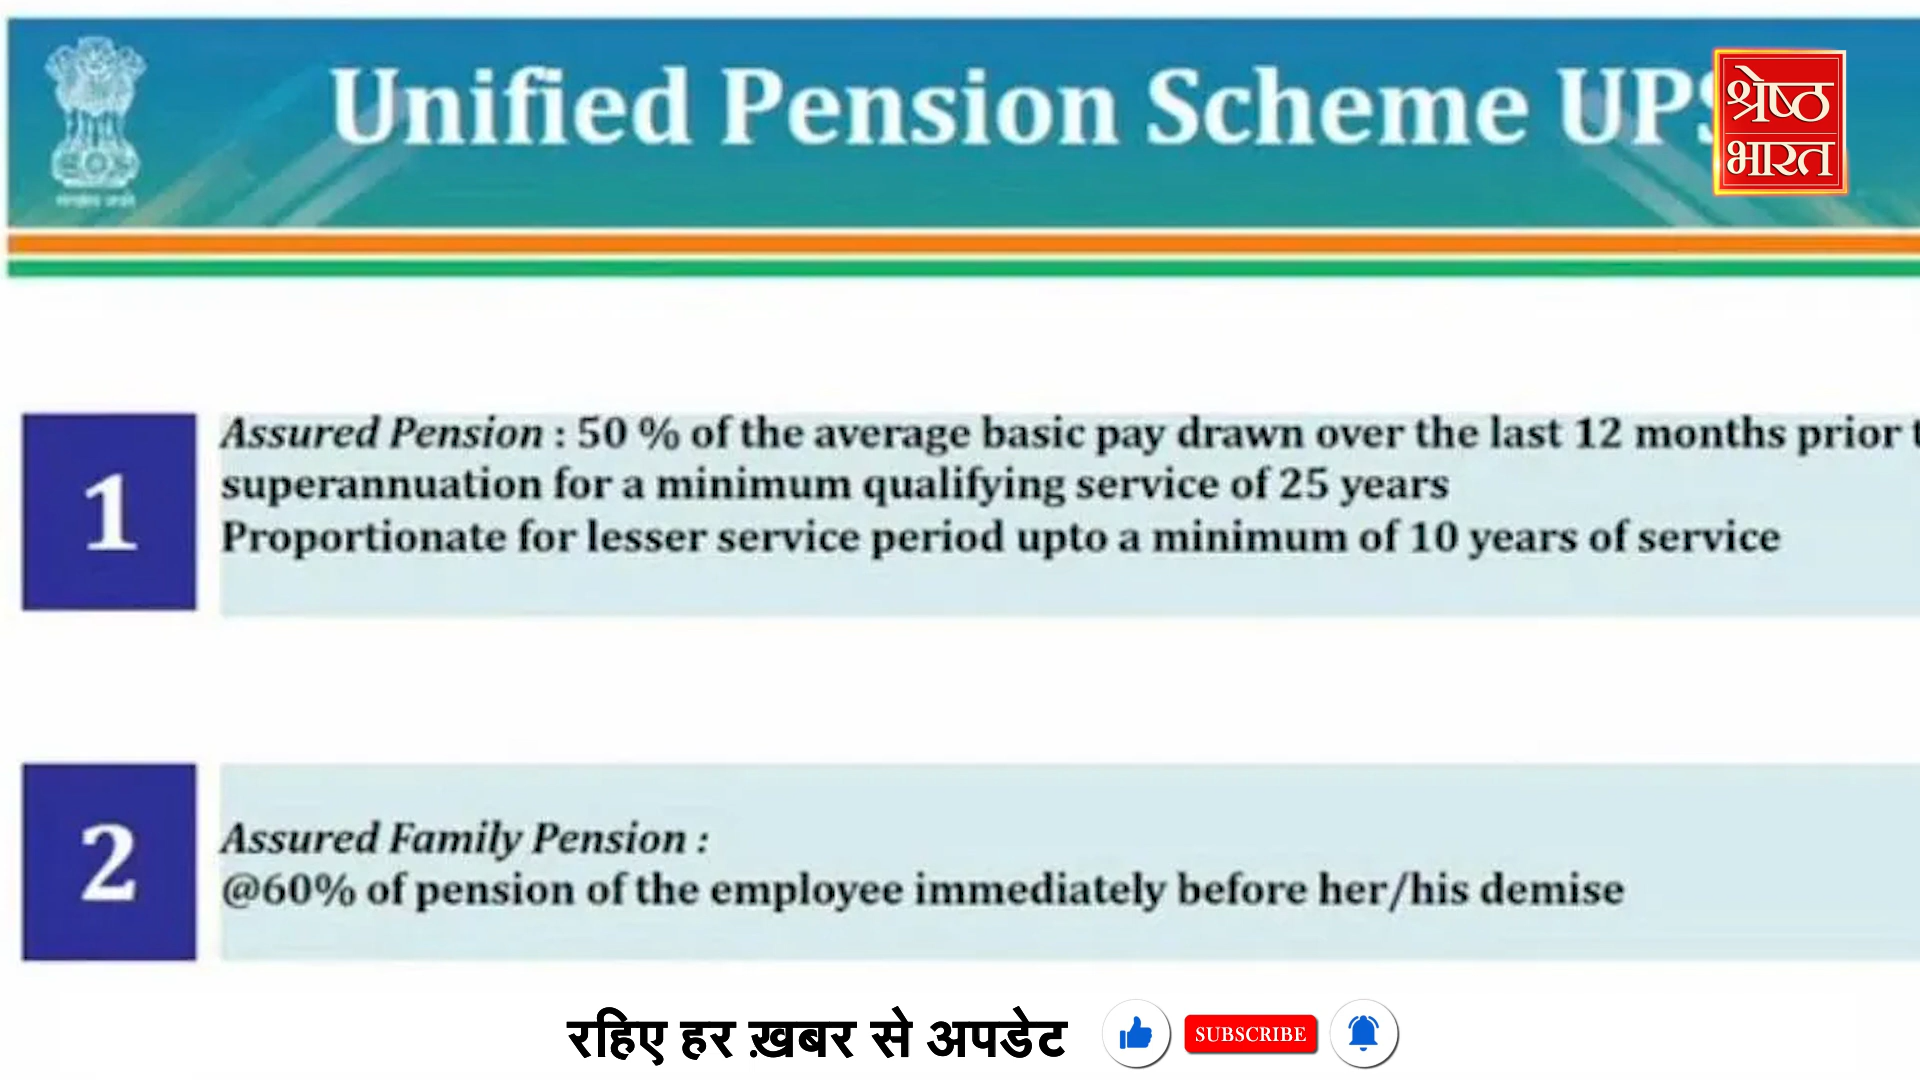 Unified Pension Scheme UPS
श्रेष्ठ
भारत
1
Assured Pension : 50 % of the average basic pay drawn over the last 12 months prior
superannuation for a minimum qualifying service of 25 years
Proportionate for lesser service period upto a minimum of 10 years of service
2
Assured Family Pension :
@60% of pension of the employee immediately before her/his demise
रहिए हर ख़बर से अपडेट
SUBSCRIBE